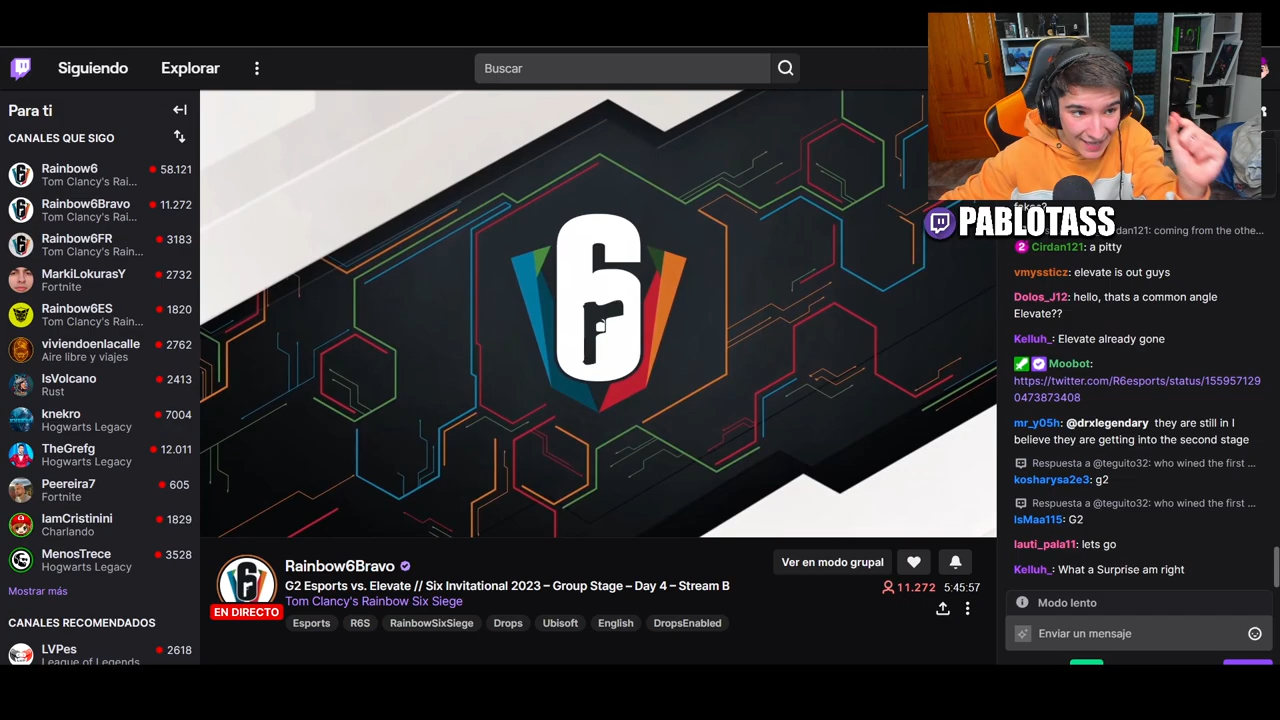 Siguiendo
Explorar
Buscar
Para ti
CANALES QUE SIGO
Rainbow6
58.121
Tom Clancy's Rai...
Rainbow6Bravo
11.272
Tom Clancy's Rai...
Rainbow6FR
3183
Tom Clancy's Rai...
MarkiLokurasY
2732
Fortnite
Rainbow6ES
1820
Tom Clancy's Rain...
viviendoenlacalle
2762
Aire libre y viajes
IsVolcano
2413
Rust
knekro
7004
Hogwarts Legacy
TheGrefg
12.011
Hogwarts Legacy
Peereira7
605
Fortnite
IamCristinini
1829
Charlando
MenosTrece
3528
Hogwarts Legacy
Mostrar más
CANALES RECOMENDADOS
LVPes
2618
League of Legends
6
EN DIRECTO
Rainbow6Bravo
G2 Esports vs. Elevate // Six Invitational 2023 – Group Stage – Day 4 – Stream B
Tom Clancy's Rainbow Six Siege
Esports R6S RainbowSixSiege Drops Ubisoft English DropsEnabled
Ver en modo grupal
11.272 5:45:57
PABLOTASS
dan121: coming from the othe...
2 Cirdan121: a pitty
vmyssticz: elevate is out guys
Dolos_J12: hello, thats a common angle
Elevate??
Kelluh_: Elevate already gone
Moobot:
https://twitter.com/R6esports/status/155957129
0473873408
mr_y05h: @drxlegendary they are still in I
believe they are getting into the second stage
Respuesta a @teguito32: who wined the first ...
kosharysa2e3: g2
Respuesta a @teguito32: who wined the first ...
IsMaa115: G2
lauti_pala11: lets go
Kelluh_: What a Surprise am right
Modo lento
Enviar un mensaje